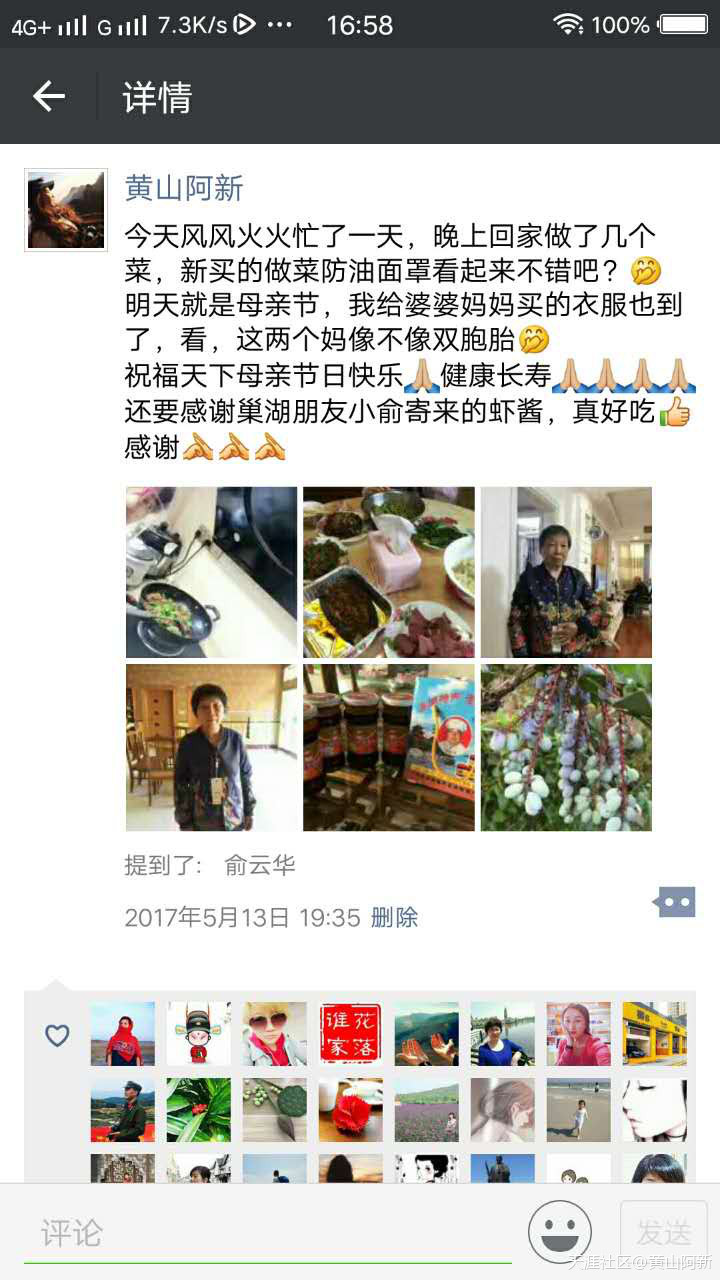 4G+ G 7.3K/s 16:58 100%
详情
黄山阿新
今天风风火火忙了一天，晚上回家做了几个
菜，新买的做菜防油面罩看起来不错吧？🤭
明天就是母亲节，我给婆婆妈妈买的衣服也到
了，看，这两个妈像不像双胞胎🤭
祝福天下母亲节日快乐🙏健康长寿🙏🙏🙏🙏
还要感谢巢湖朋友小俞寄来的虾酱，真好吃👍
感谢👏👏👏
提到了: 俞云华
2017年5月13日 19:35 删除
谁花
家落
评论
发送
天涯社区@黄山阿新